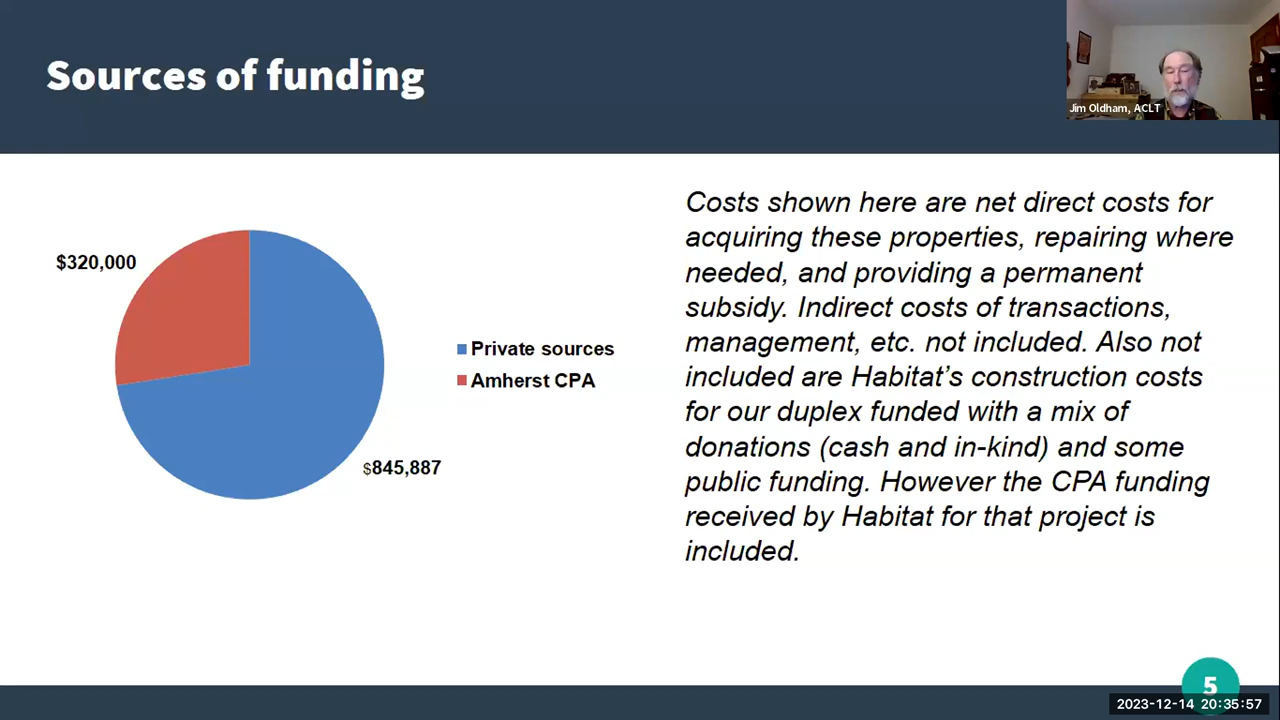 Sources of funding
Jim Oldham, ACLT
$320,000
Private sources
Amherst CPA
$845,887
Costs shown here are net direct costs for
acquiring these properties, repairing where
needed, and providing a permanent
subsidy. Indirect costs of transactions,
management, etc. not included. Also not
included are Habitat’s construction costs
for our duplex funded with a mix of
donations (cash and in-kind) and some
public funding. However the CPA funding
received by Habitat for that project is
included.
5
2023-12-14 20:35:57